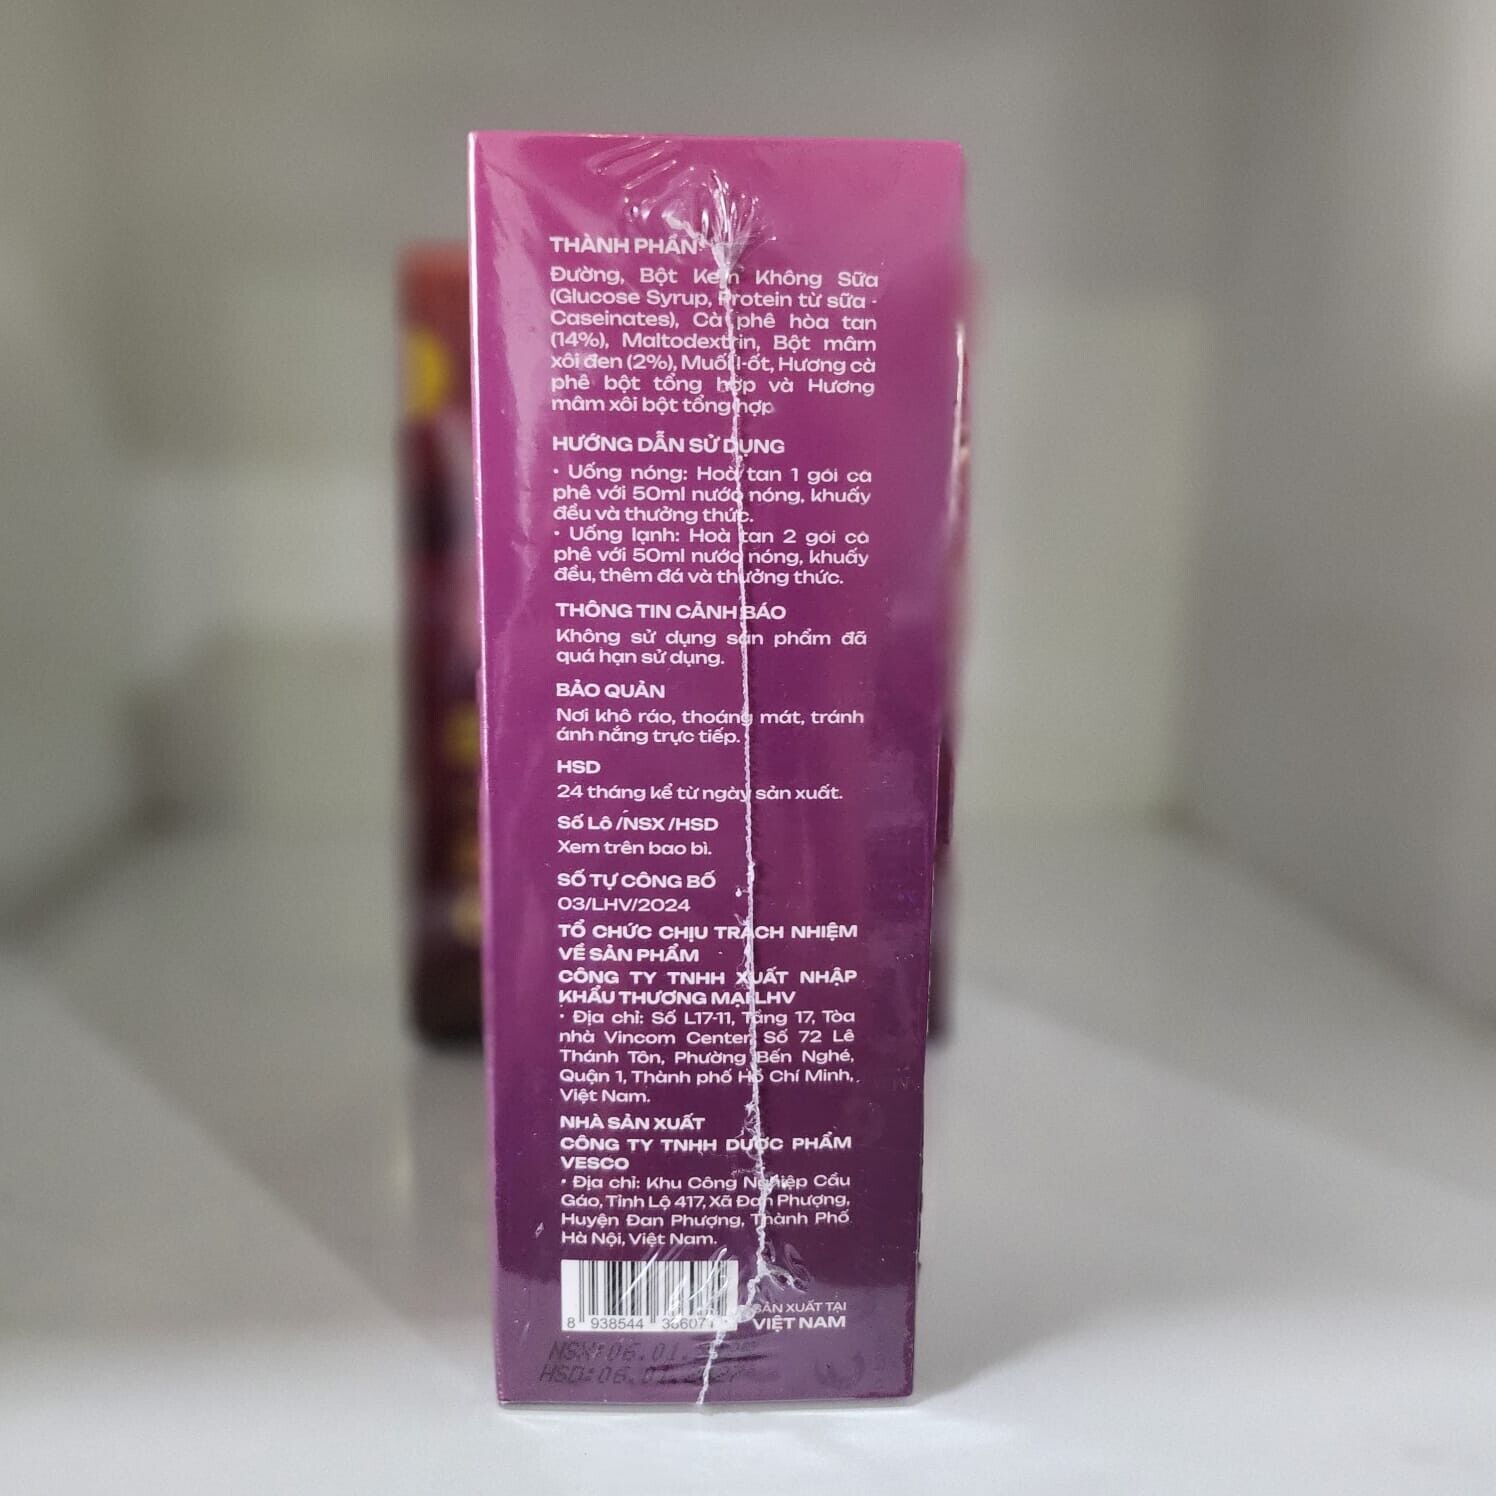 THÀNH PHẦN
Đường, Bột Kem Không Sữa
(Glucose Syrup, Protein từ sữa -
Caseinates), Cà phê hòa tan
(14%), Maltodextrin, Bột mâm
xôi đen (2%), Muối I-ốt, Hương cà
phê bột tổng hợp và Hương
mâm xôi bột tổng hợp
HƯỚNG DẪN SỬ DỤNG
• Uống nóng: Hoà tan 1 gói cà
phê với 50ml nước nóng, khuấy
đều và thưởng thức.
• Uống lạnh: Hoà tan 2 gói cà
phê với 50ml nước nóng, khuấy
đều, thêm đá và thưởng thức.
THÔNG TIN CẢNH BÁO
Không sử dụng sản phẩm đã
quá hạn sử dụng.
BẢO QUẢN
Nơi khô ráo, thoáng mát, tránh
ánh nắng trực tiếp.
HSD
24 tháng kể từ ngày sản xuất.
Số Lô /NSX /HSD
Xem trên bao bì.
SỐ TỰ CÔNG BỐ
03/LHV/2024
TỔ CHỨC CHỊU TRÁCH NHIỆM
VỀ SẢN PHẨM
CÔNG TY TNHH XUẤT NHẬP
KHẨU THƯƠNG MẠI LHV
• Địa chỉ: Số L17-11, Tầng 17, Tòa
nhà Vincom Center, Số 72 Lê
Thánh Tôn, Phường Bến Nghé,
Quận 1, Thành phố Hồ Chí Minh,
Việt Nam.
NHÀ SẢN XUẤT
CÔNG TY TNHH DƯỢC PHẨM
VESCO
• Địa chỉ: Khu Công Nghiệp Cầu
Gáo, Tỉnh Lộ 417, Xã Đan Phượng,
Huyện Đan Phượng, Thành Phố
Hà Nội, Việt Nam.
8 938544
SẢN XUẤT TẠI
VIỆT NAM
NSX:06.01.
HSD:06.01.